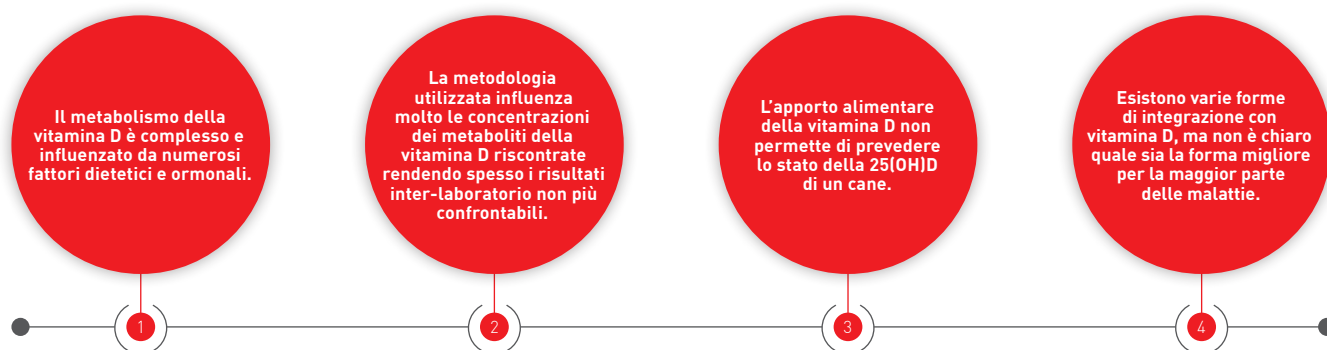 Il metabolismo della
vitamina D è complesso e
influenzato da numerosi
fattori dietetici e ormonali.
La metodologia
utilizzata influenza
molto le concentrazioni
dei metaboliti della
vitamina D riscontrate
rendendo spesso i risultati
inter-laboratorio non più
confrontabili.
L’apporto alimentare
della vitamina D non
permette di prevedere
lo stato della 25(OH)D
di un cane.
Esistono varie forme
di integrazione con
vitamina D, ma non è chiaro
quale sia la forma migliore
per la maggior parte
delle malattie.
1
2
3
4